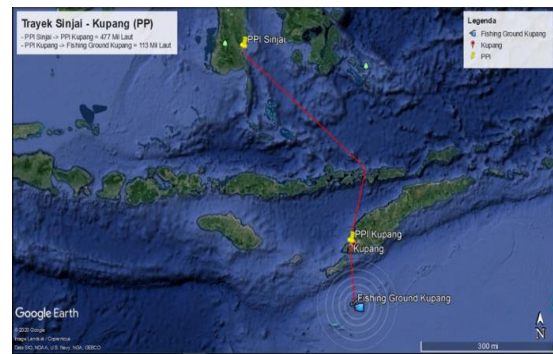 Trayek Sinjai - Kupang (PP)
- PPI Sinjai -> PPI Kupang = 477 Mil Laut
- PPI Kupang -> Fishing Ground Kupang = 113 Mil Laut
Legenda
Fishing Ground Kupang
Kupang
PPI
PPI Sinjai
PPI Kupang
Kupang
Fishing Ground Kupang
Google Earth
© 2020 Google
Image Landsat / Copernicus
Data SIO, NOAA, U.S. Navy, NGA, GEBCO
N
300 mi